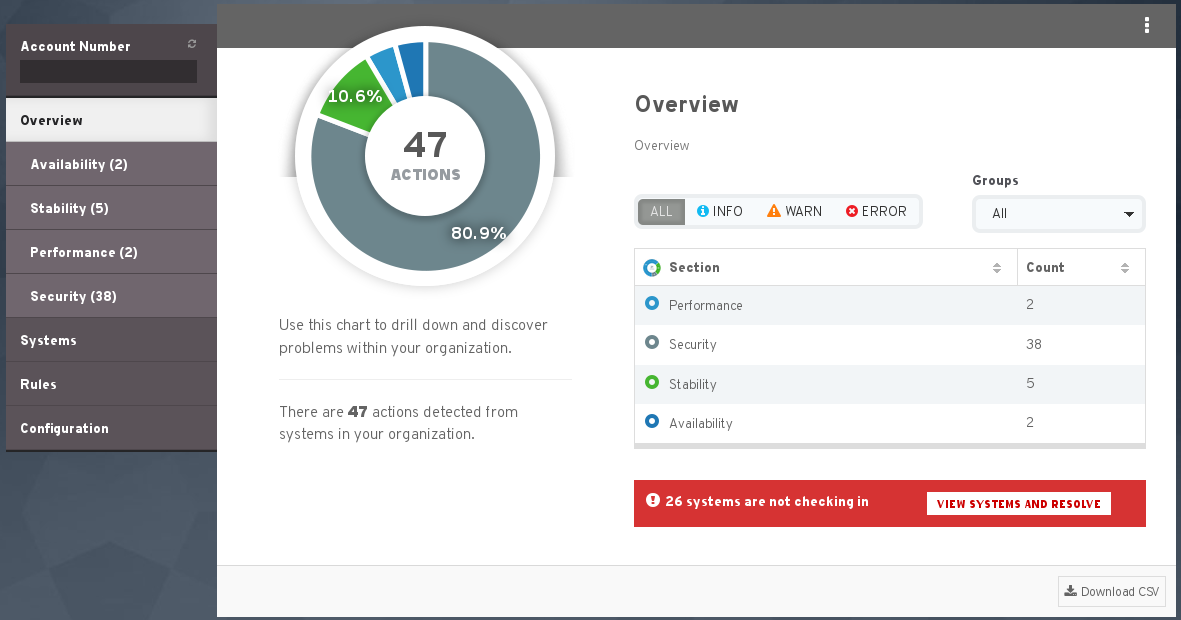 Account Number
Overview
Availability (2)
Stability (5)
Performance (2)
Security (38)
Systems
Rules
Configuration
10.6%
47
ACTIONS
80.9%
Use this chart to drill down and discover
problems within your organization.
There are 47 actions detected from
systems in your organization.
Overview
Overview
Groups
ALL INFO WARN ERROR
All
Section Count
Performance 2
Security 38
Stability 5
Availability 2
26 systems are not checking in VIEW SYSTEMS AND RESOLVE
Download CSV